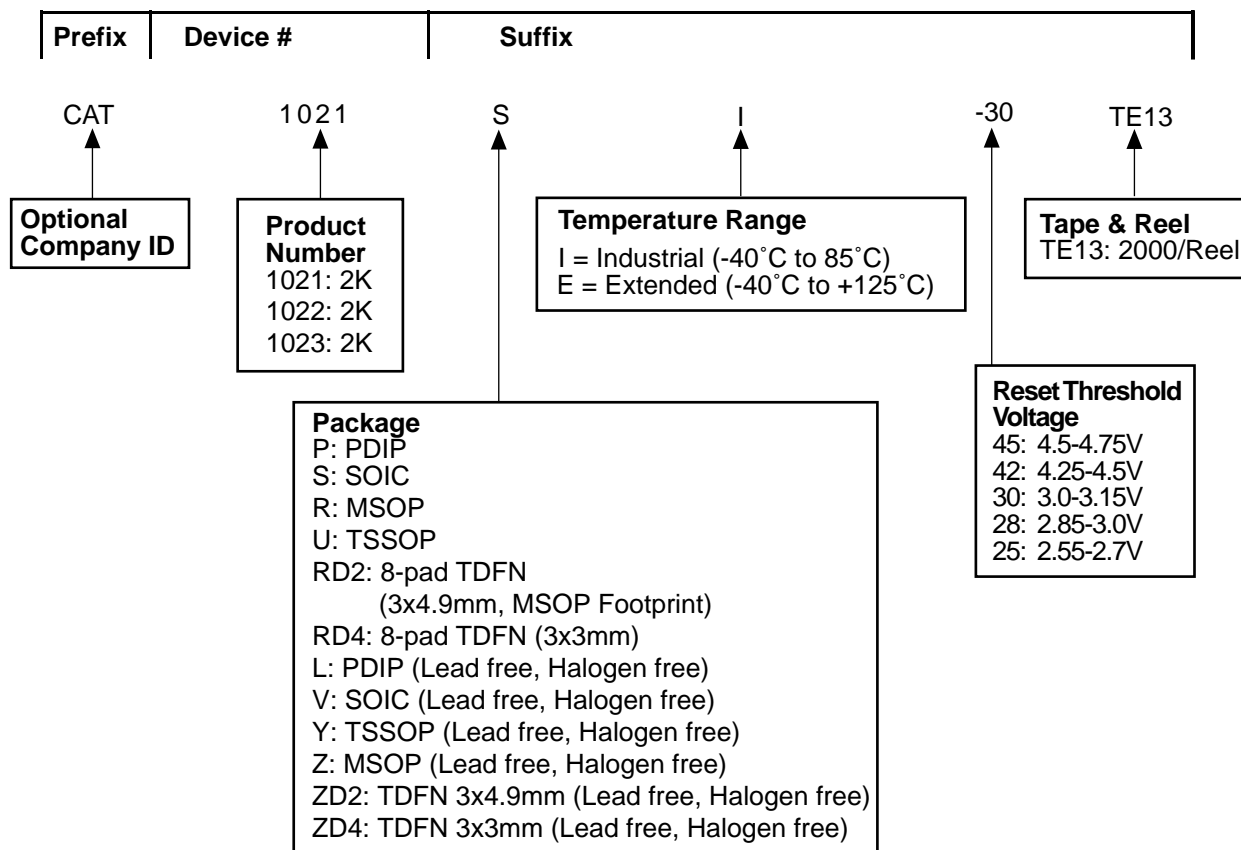 Prefix Device # Suffix
CAT 1021 S I -30 TE13
Optional
Company ID
Product
Number
1021: 2K
1022: 2K
1023: 2K
Temperature Range
I = Industrial (-40˚C to 85˚C)
E = Extended (-40˚C to +125˚C)
Tape & Reel
TE13: 2000/Reel
Package
P: PDIP
S: SOIC
R: MSOP
U: TSSOP
RD2: 8-pad TDFN
(3x4.9mm, MSOP Footprint)
RD4: 8-pad TDFN (3x3mm)
L: PDIP (Lead free, Halogen free)
V: SOIC (Lead free, Halogen free)
Y: TSSOP (Lead free, Halogen free)
Z: MSOP (Lead free, Halogen free)
ZD2: TDFN 3x4.9mm (Lead free, Halogen free)
ZD4: TDFN 3x3mm (Lead free, Halogen free)
Reset Threshold
Voltage
45: 4.5-4.75V
42: 4.25-4.5V
30: 3.0-3.15V
28: 2.85-3.0V
25: 2.55-2.7V